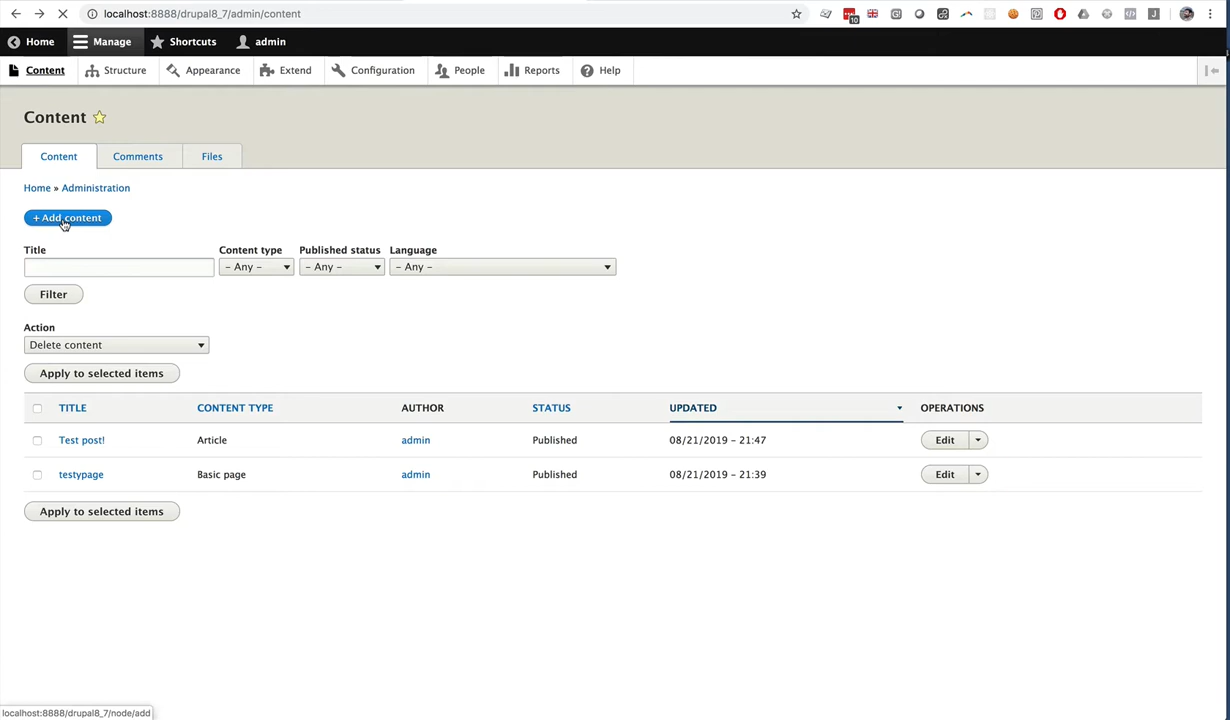 localhost:8888/drupal8_7/admin/content
10
Home Manage Shortcuts admin
Content Structure Appearance Extend Configuration People Reports Help
Content
Content Comments Files
Home » Administration
+ Add content
Title Content type Published status Language
– Any – – Any – – Any –
Filter
Action
Delete content
Apply to selected items
TITLE CONTENT TYPE AUTHOR STATUS UPDATED OPERATIONS
Test post! Article admin Published 08/21/2019 – 21:47 Edit
testypage Basic page admin Published 08/21/2019 – 21:39 Edit
Apply to selected items
localhost:8888/drupal8_7/node/add